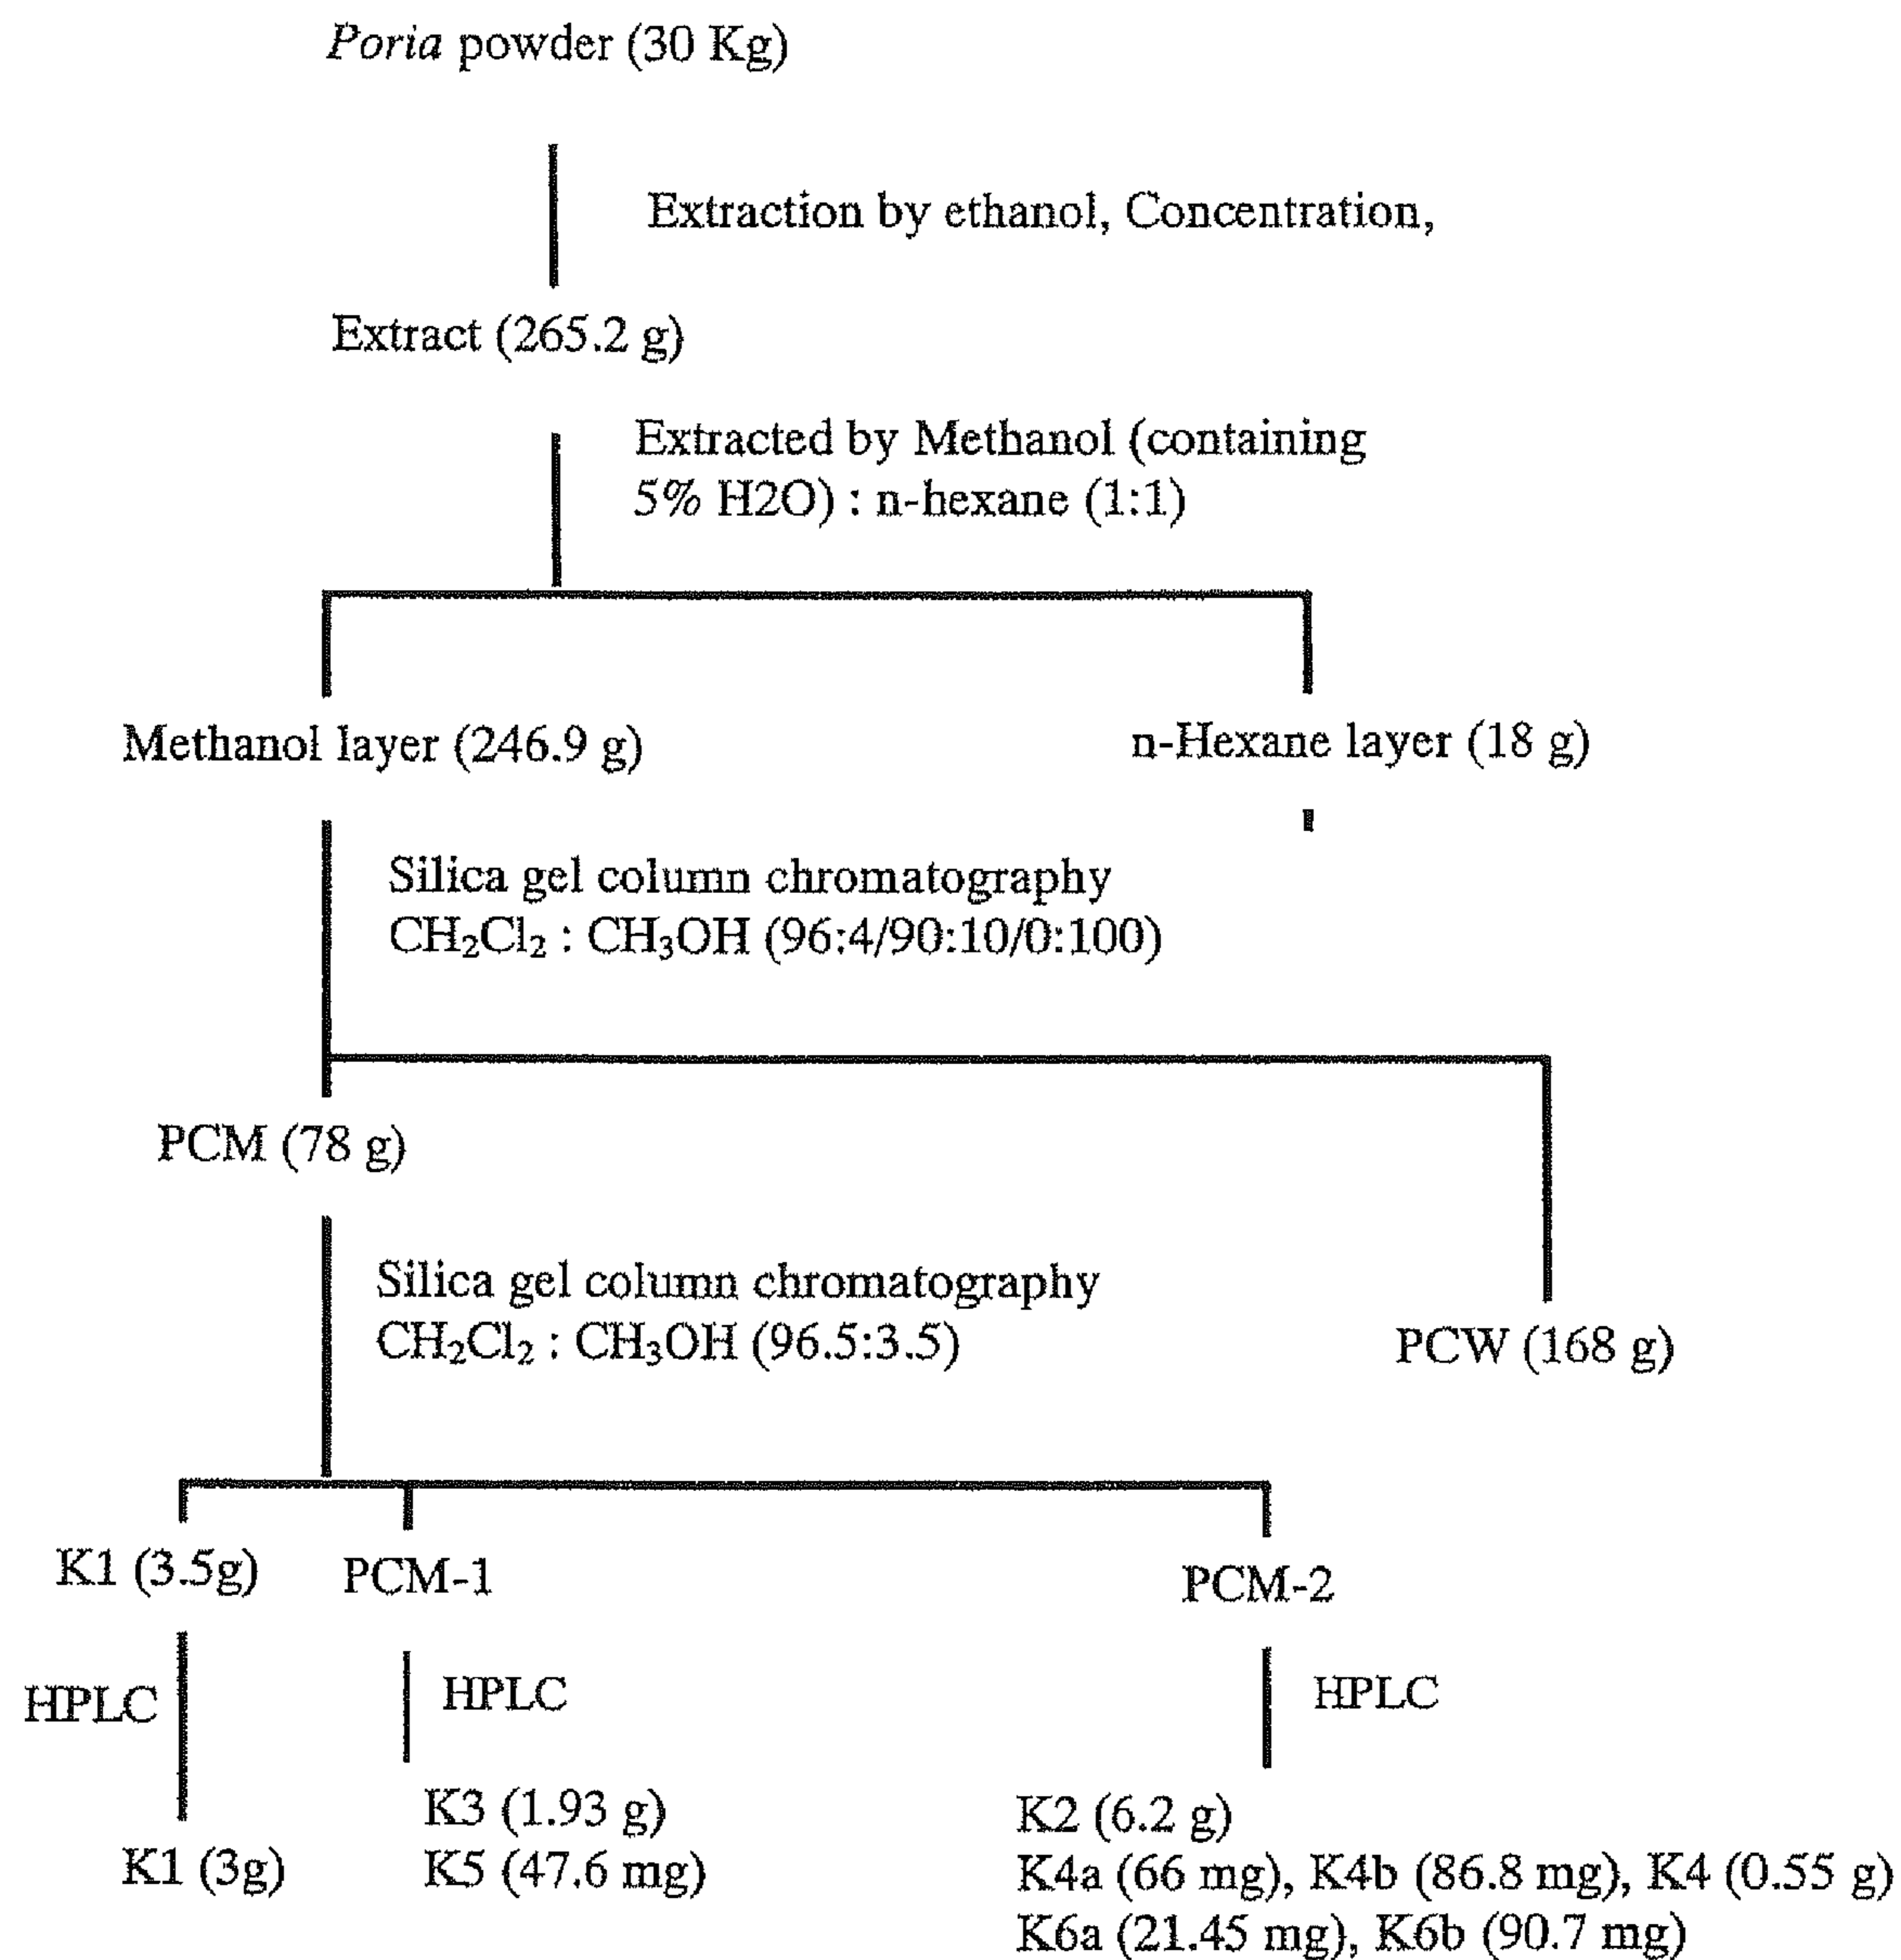 Poria powder (30 Kg)
Extraction by ethanol, Concentration,
Extract (265.2 g)
Extracted by Methanol (containing
5% H2O) : n-hexane (1:1)
Methanol layer (246.9 g)
n-Hexane layer (18 g)
Silica gel column chromatography
CH₂Cl₂ : CH₃OH (96:4/90:10/0:100)
PCM (78 g)
Silica gel column chromatography
CH₂Cl₂ : CH₃OH (96.5:3.5)
PCW (168 g)
K1 (3.5g)
PCM-1
PCM-2
HPLC
HPLC
HPLC
K1 (3g)
K3 (1.93 g)
K5 (47.6 mg)
K2 (6.2 g)
K4a (66 mg), K4b (86.8 mg), K4 (0.55 g)
K6a (21.45 mg), K6b (90.7 mg)